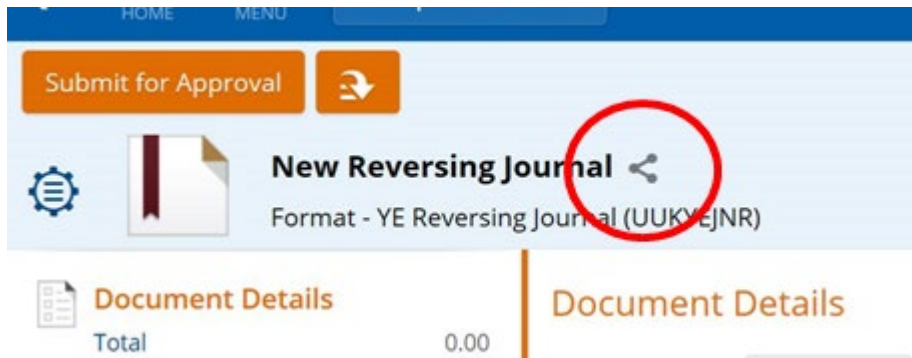 HOME MENU
Submit for Approval
New Reversing Journal
Format - YE Reversing Journal (UUKYEJNR)
Document Details
Total 0.00
Document Details